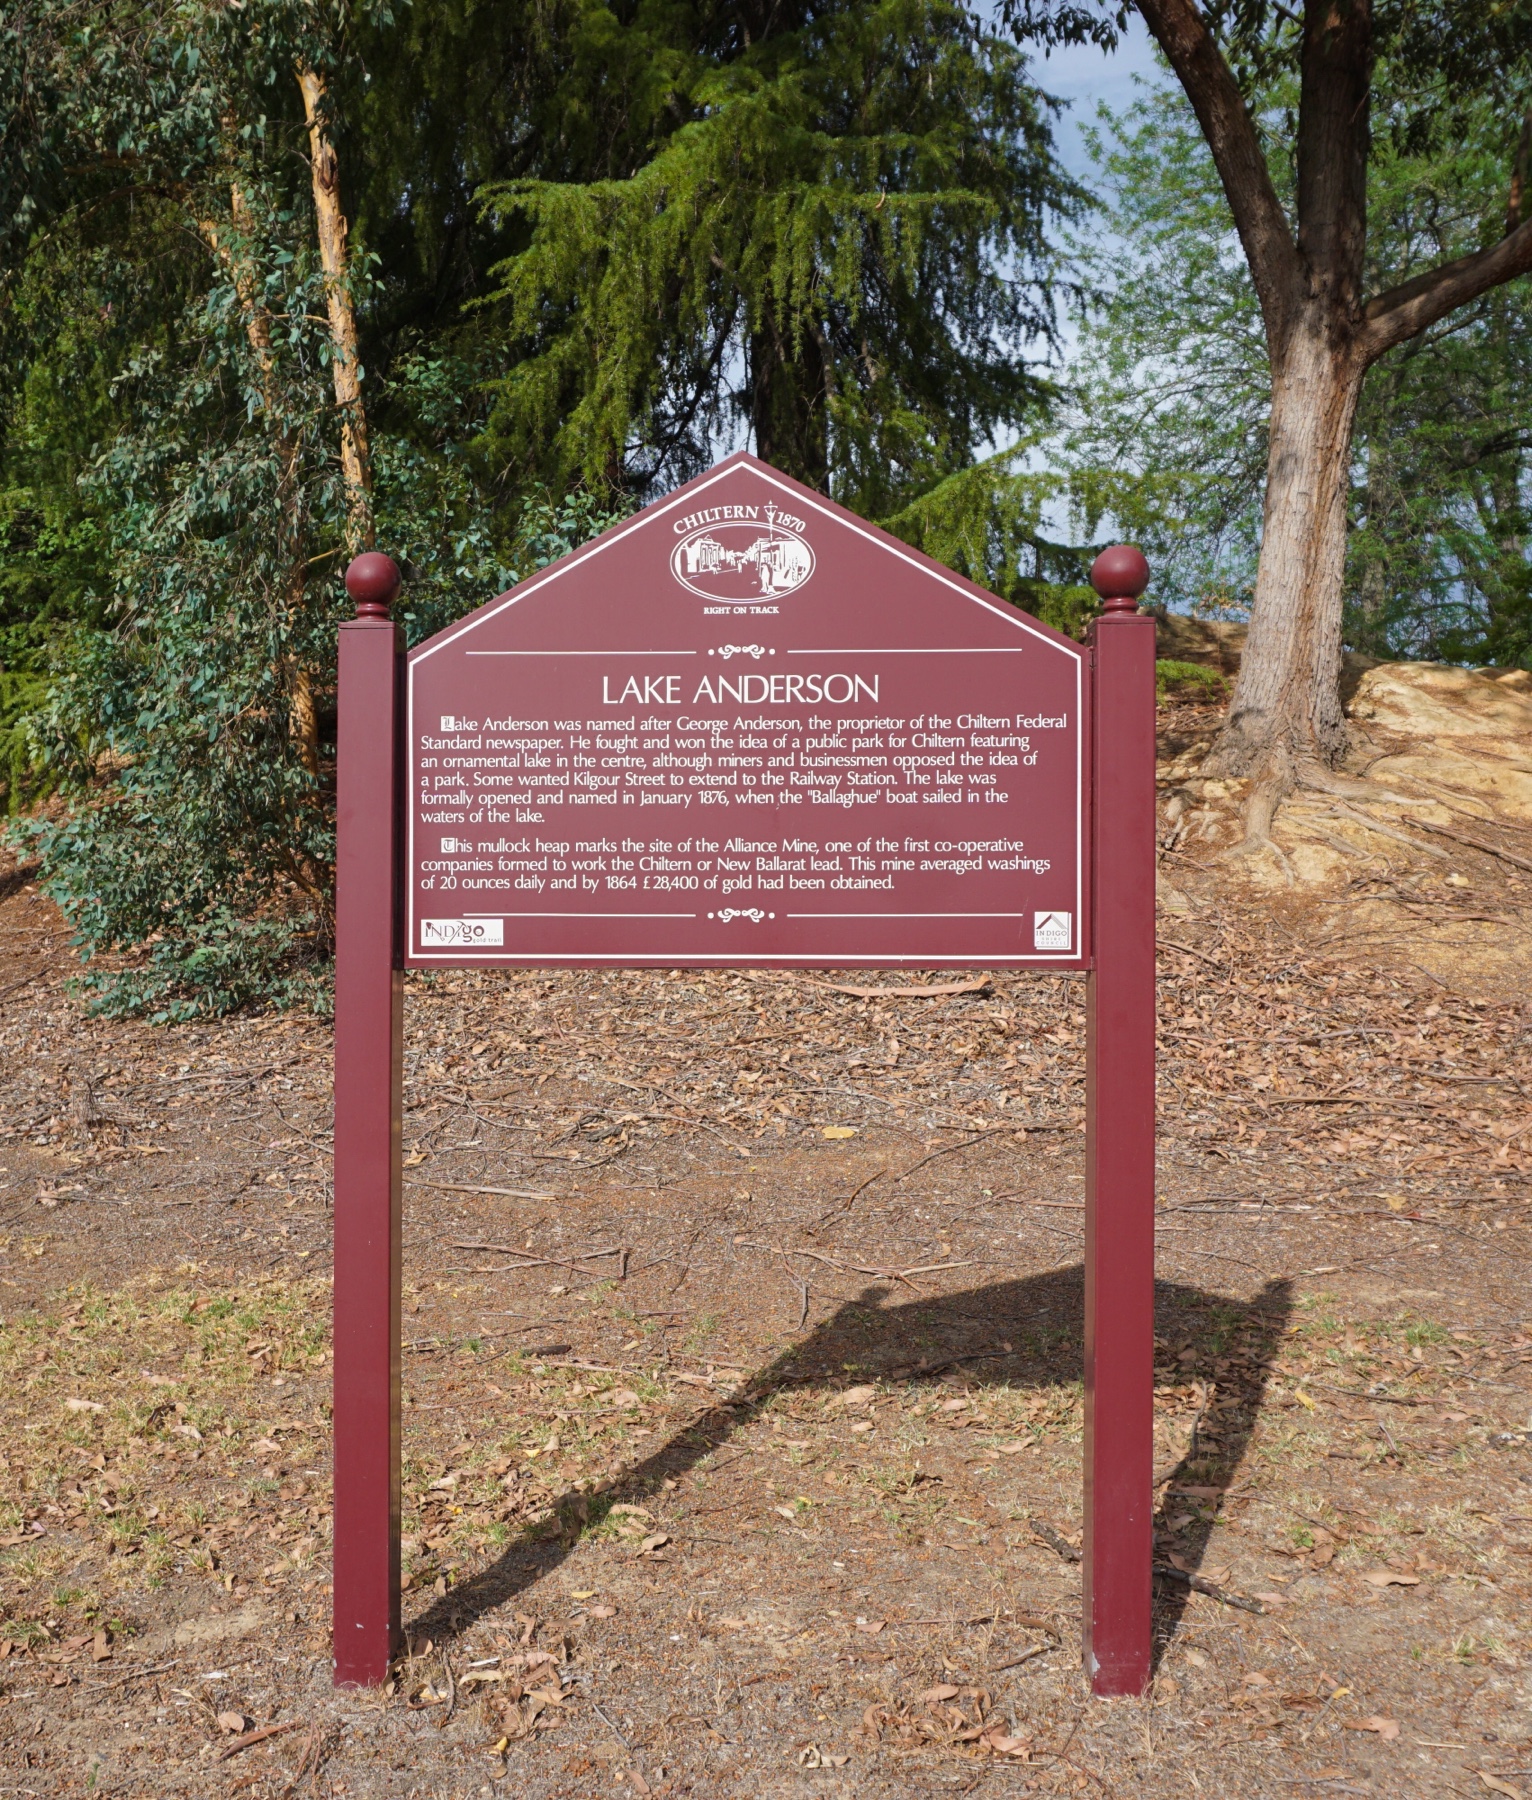 CHILTERN 1870
RIGHT ON TRACK
LAKE ANDERSON
Lake Anderson was named after George Anderson, the proprietor of the Chiltern Federal
Standard newspaper. He fought and won the idea of a public park for Chiltern featuring
an ornamental lake in the centre, although miners and businessmen opposed the idea of
a park. Some wanted Kilgour Street to extend to the Railway Station. The lake was
formally opened and named in January 1876, when the "Ballaghue" boat sailed in the
waters of the lake.
This mullock heap marks the site of the Alliance Mine, one of the first co-operative
companies formed to work the Chiltern or New Ballarat lead. This mine averaged washings
of 20 ounces daily and by 1864 £28,400 of gold had been obtained.
INDigo
gold trail
INDIGO
SHIRE
COUNCIL